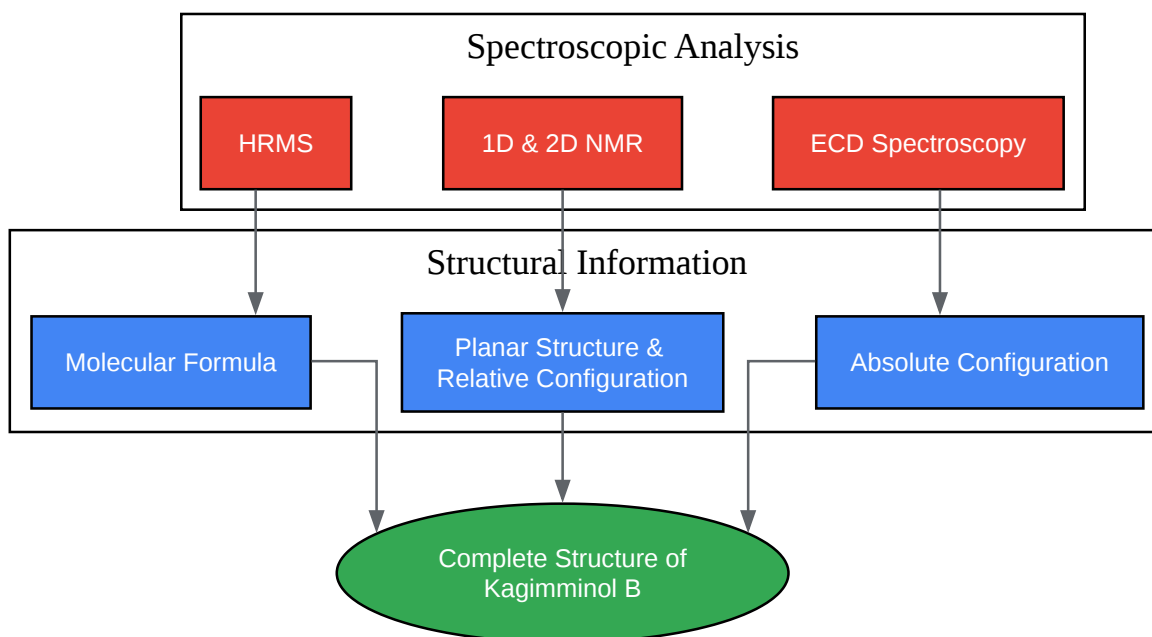 Spectroscopic Analysis
HRMS
1D & 2D NMR
ECD Spectroscopy
Structural Information
Molecular Formula
Planar Structure &
Relative Configuration
Absolute Configuration
Complete Structure of
Kagimminol B